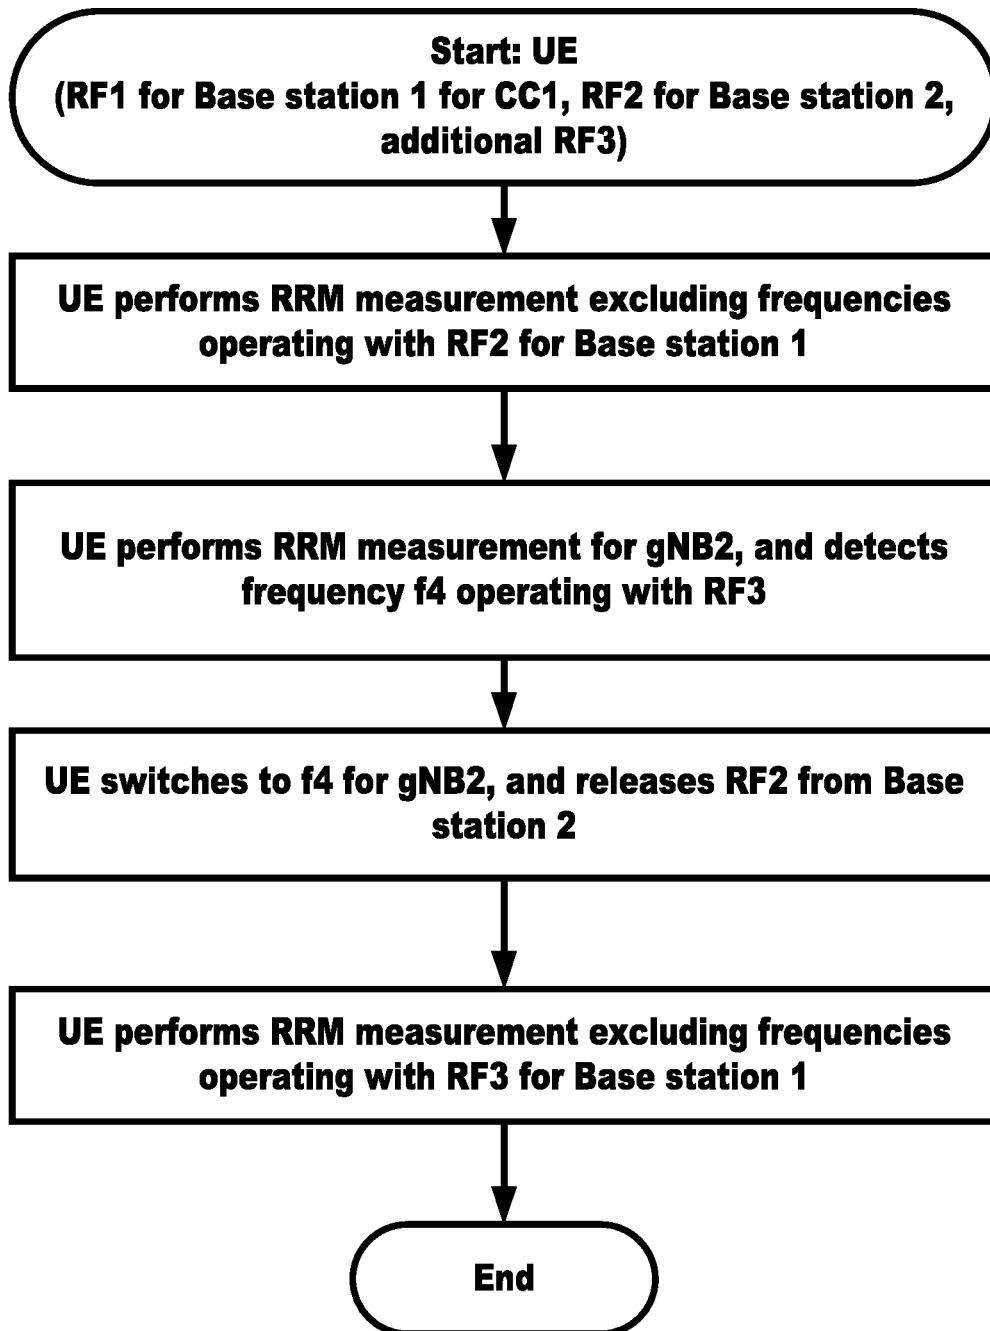 Start: UE
(RF1 for Base station 1 for CC1, RF2 for Base station 2,
additional RF3)
UE performs RRM measurement excluding frequencies
operating with RF2 for Base station 1
UE performs RRM measurement for gNB2, and detects
frequency f4 operating with RF3
UE switches to f4 for gNB2, and releases RF2 from Base
station 2
UE performs RRM measurement excluding frequencies
operating with RF3 for Base station 1
End